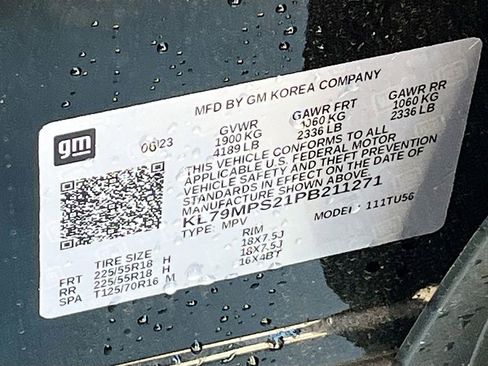 MFD BY GM KOREA COMPANY
gm
06/23
GVWR GAWR FRT GAWR RR
1900 KG 1060 KG 1060 KG
4189 LB 2336 LB 2336 LB
THIS VEHICLE CONFORMS TO ALL
APPLICABLE U.S. FEDERAL MOTOR
VEHICLE SAFETY AND THEFT PREVENTION
STANDARDS IN EFFECT ON THE DATE OF
MANUFACTURE SHOWN ABOVE.
KL79MPS21PB211271
TYPE: MPV MODEL: 111TU56
TIRE SIZE RIM
FRT 225/55R18 H 18X7.5J
RR 225/55R18 H 18X7.5J
SPA T125/70R16 M 16X4BT